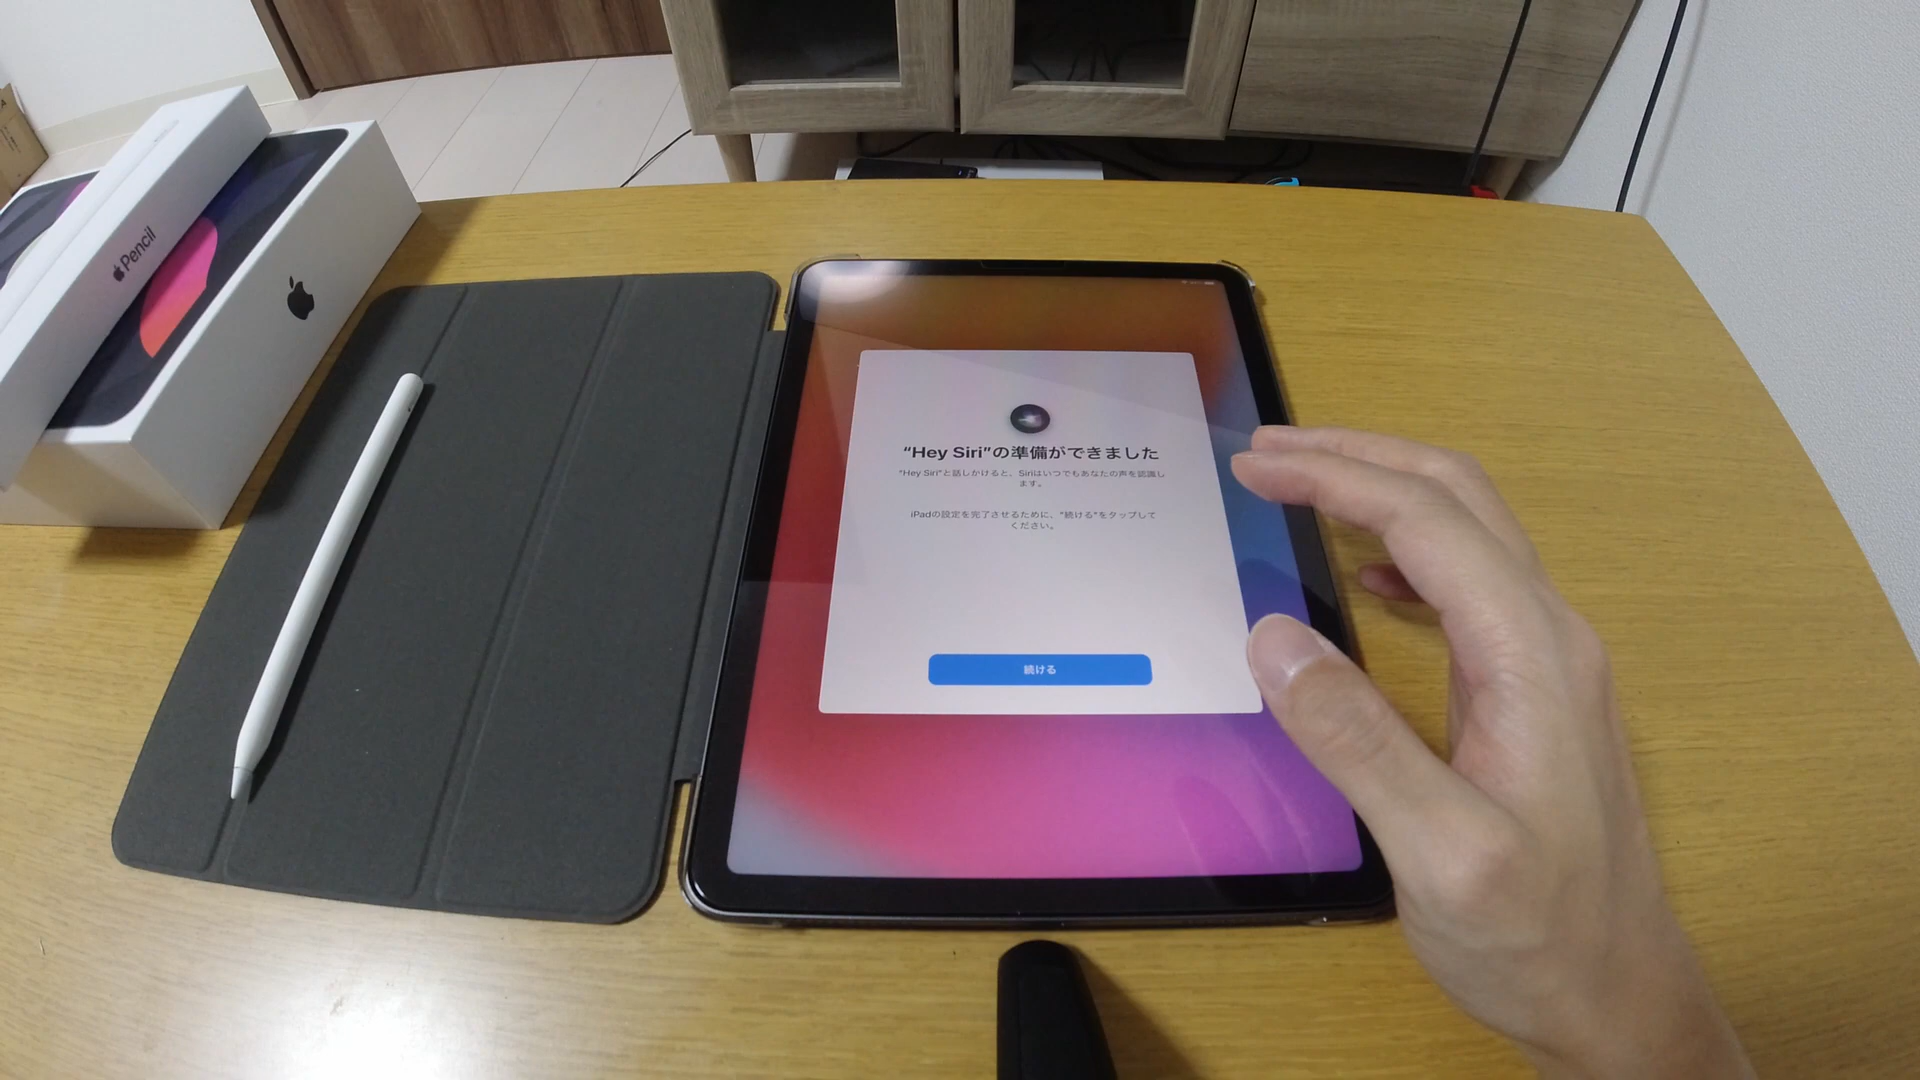 Pencil
“Hey Siri”の準備ができました
“Hey Siri”と話しかけると、Siriはいつでもあなたの声を認識し
ます。
iPadの設定を完了させるために、“続ける”をタップして
ください。
続ける